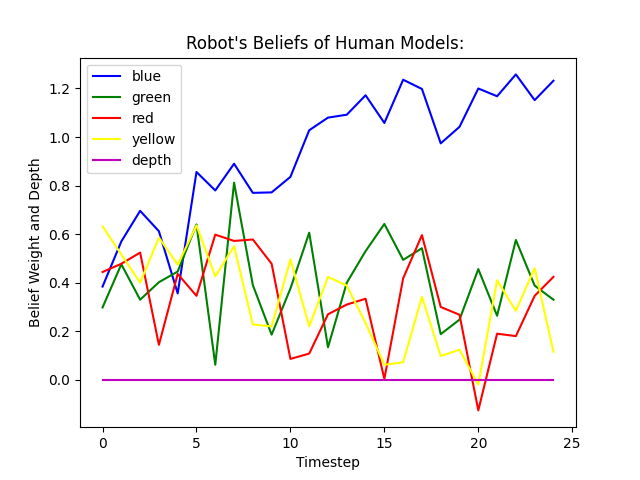 Robot's Beliefs of Human Models:
blue
green
red
yellow
depth
1.2
1.0
0.8
0.6
0.4
0.2
0.0
Belief Weight and Depth
0
5
10
15
20
25
Timestep